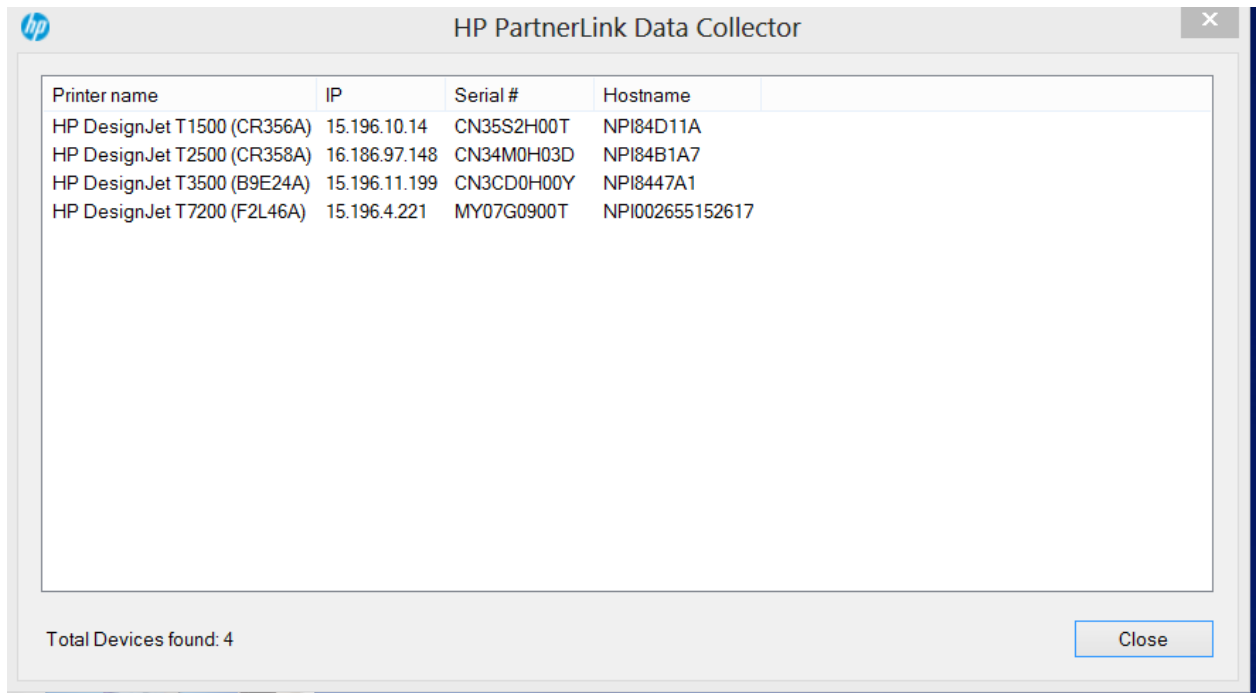 hp HP PartnerLink Data Collector ×
Printer name IP Serial # Hostname
HP DesignJet T1500 (CR356A) 15.196.10.14 CN35S2H00T NPI84D11A
HP DesignJet T2500 (CR358A) 16.186.97.148 CN34M0H03D NPI84B1A7
HP DesignJet T3500 (B9E24A) 15.196.11.199 CN3CD0H00Y NPI8447A1
HP DesignJet T7200 (F2L46A) 15.196.4.221 MY07G0900T NPI002655152617
Total Devices found: 4 Close